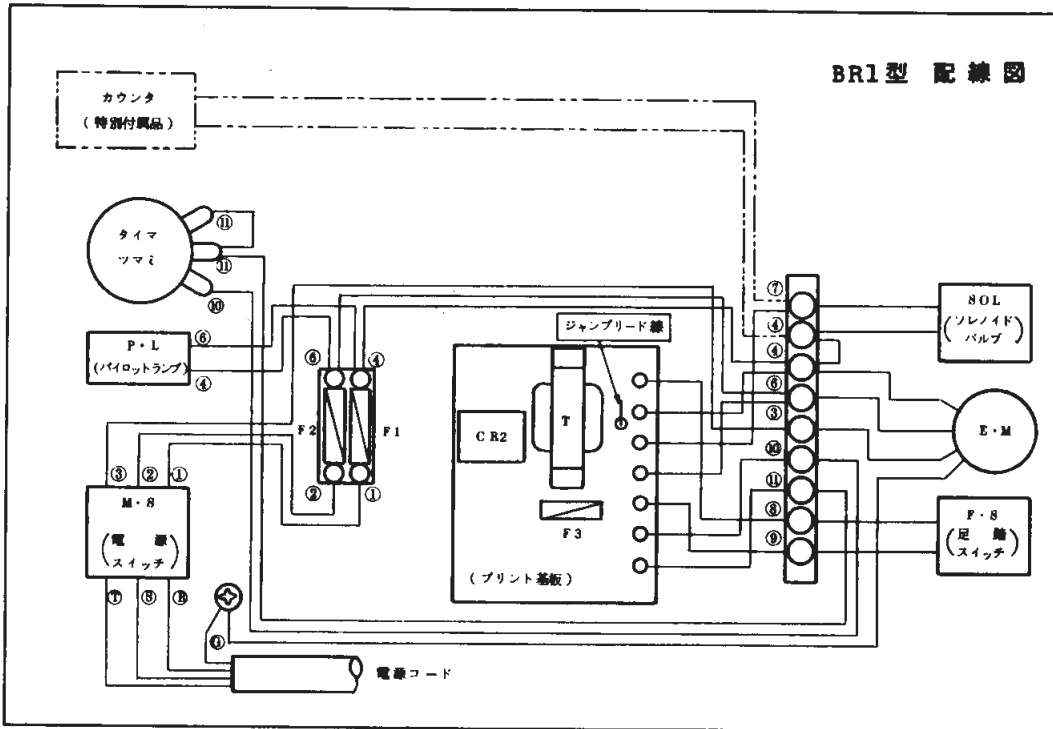 BR1型 配線図
カウンタ
(特別付属品)
タイマ
ツマミ
⑪
⑪
⑩
P・L
(パイロットランプ)
⑥
④
⑥
④
F2
F1
②
①
③
②
①
M・S
(電源
スイッチ)
Ⓣ
Ⓢ
Ⓡ
Ⓖ
電源コード
ジャンプリード線
CR2
T
F3
(プリント基板)
⑦
④
④
⑥
③
⑩
⑪
⑧
⑨
SOL
(ソレノイド
バルブ)
E・M
F・S
(足踏
スイッチ)